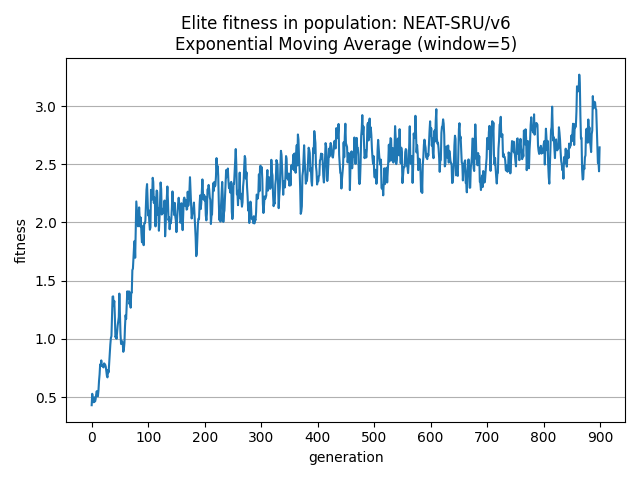 Elite fitness in population: NEAT-SRU/v6
Exponential Moving Average (window=5)
fitness
3.0
2.5
2.0
1.5
1.0
0.5
0 100 200 300 400 500 600 700 800 900
generation